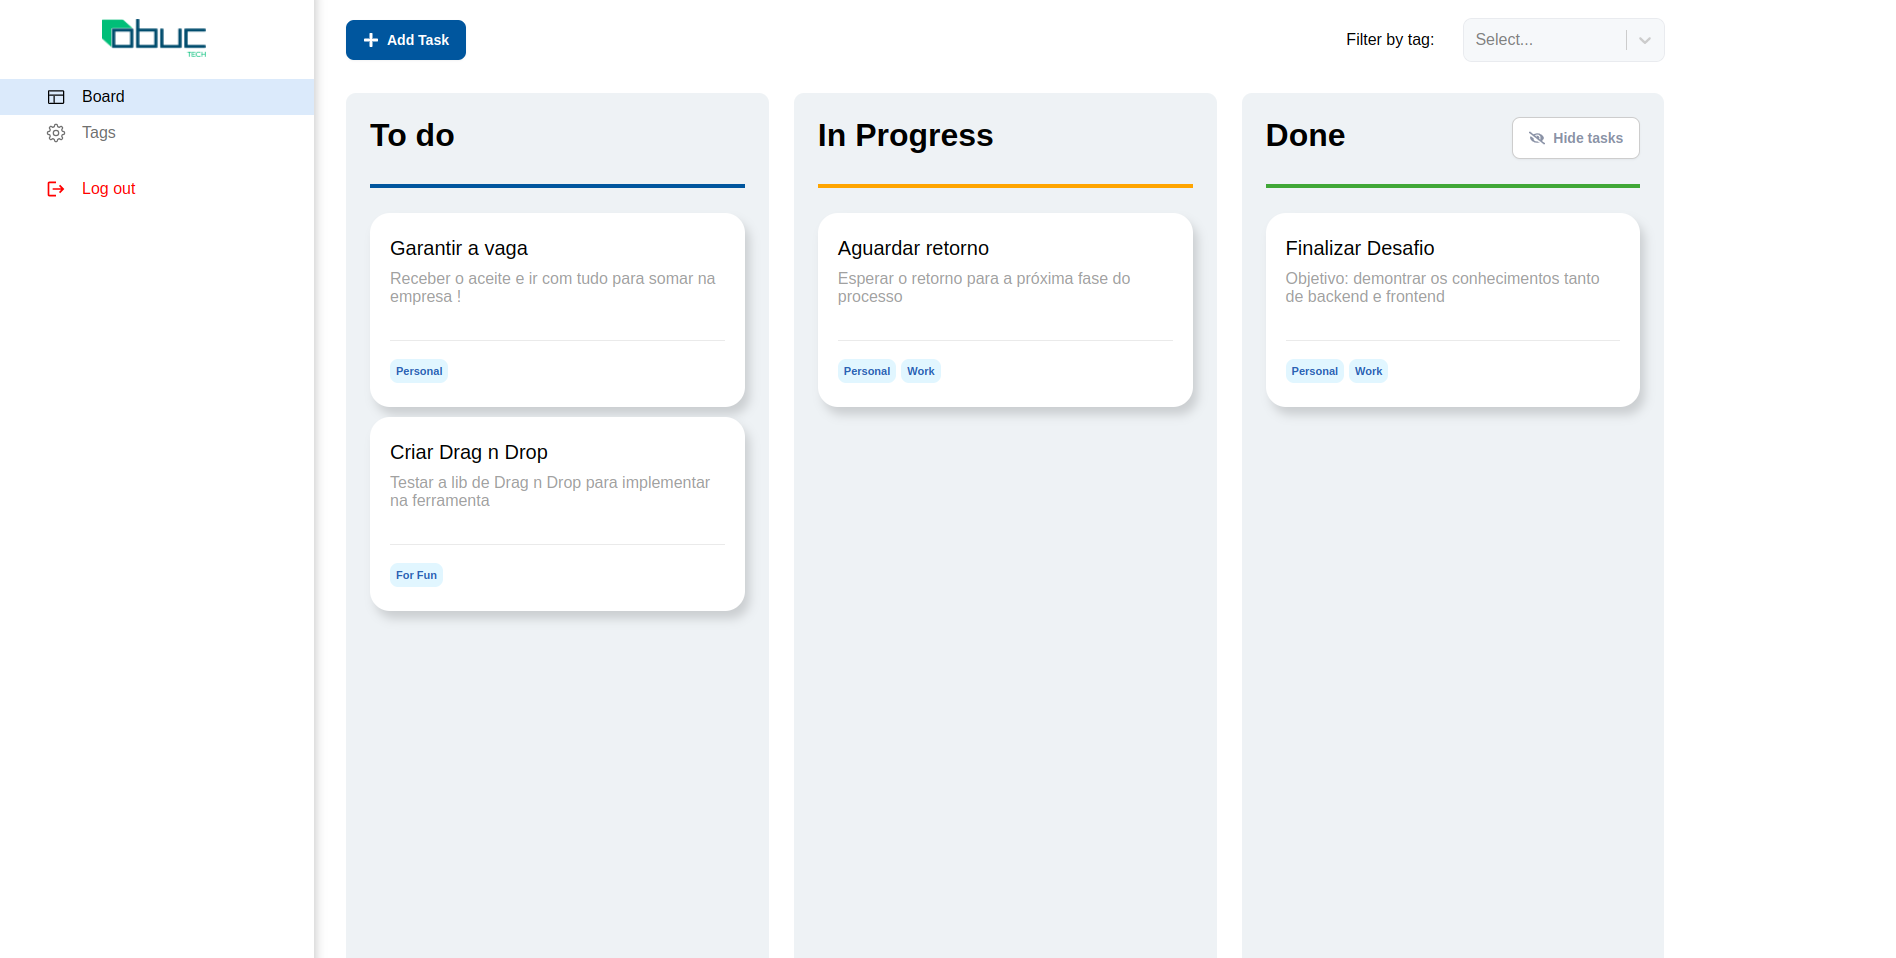 obuc
TECH
Board
Tags
Log out
Add Task
Filter by tag:
Select...
To do
Garantir a vaga
Receber o aceite e ir com tudo para somar na
empresa !
Personal
Criar Drag n Drop
Testar a lib de Drag n Drop para implementar
na ferramenta
For Fun
In Progress
Aguardar retorno
Esperar o retorno para a próxima fase do
processo
Personal Work
Done
Hide tasks
Finalizar Desafio
Objetivo: demontrar os conhecimentos tanto
de backend e frontend
Personal Work